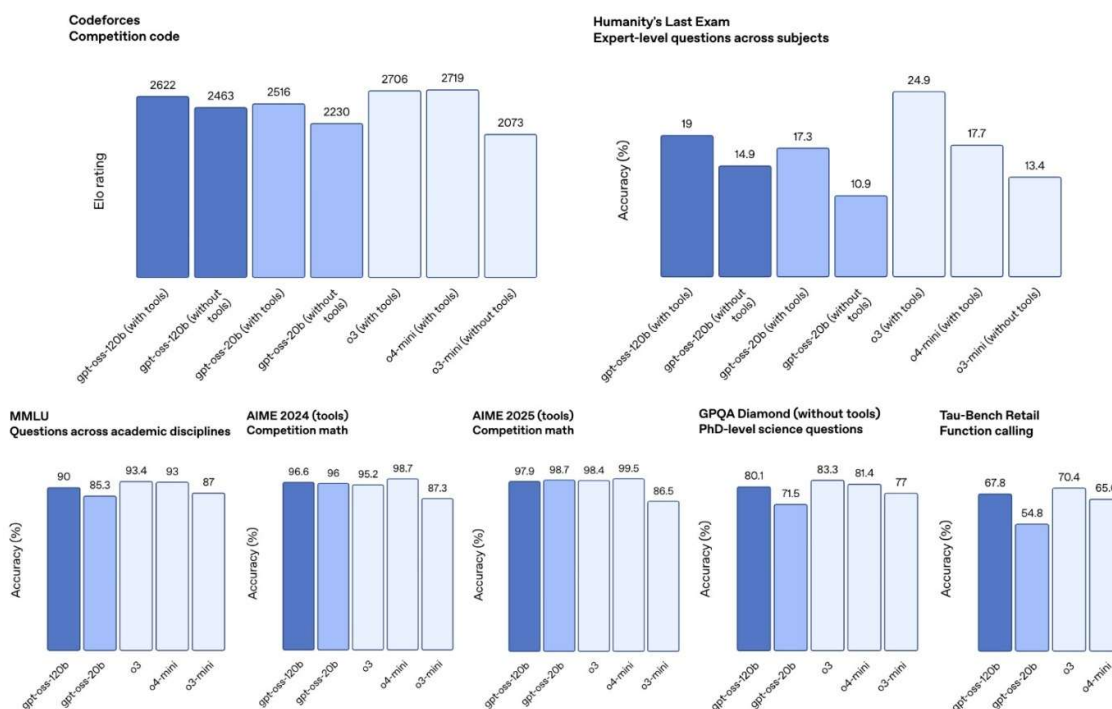 Codeforces
Competition code
Elo rating
2622
2463
2516
2230
2706
2719
2073
gpt-oss-120b (with tools)
gpt-oss-120b (without
tools)
gpt-oss-20b (with tools)
gpt-oss-20b (without
tools)
o3 (with tools)
o4-mini (with tools)
o3-mini (without tools)
Humanity's Last Exam
Expert-level questions across subjects
Accuracy (%)
19
14.9
17.3
10.9
24.9
17.7
13.4
gpt-oss-120b (with tools)
gpt-oss-120b (without
tools)
gpt-oss-20b (with tools)
gpt-oss-20b (without
tools)
o3 (with tools)
o4-mini (with tools)
o3-mini (without tools)
MMLU
Questions across academic disciplines
Accuracy (%)
90
85.3
93.4
93
87
gpt-oss-120b
gpt-oss-20b
o3
o4-mini
o3-mini
AIME 2024 (tools)
Competition math
Accuracy (%)
96.6
96
95.2
98.7
87.3
gpt-oss-120b
gpt-oss-20b
o3
o4-mini
o3-mini
AIME 2025 (tools)
Competition math
Accuracy (%)
97.9
98.7
98.4
99.5
86.5
gpt-oss-120b
gpt-oss-20b
o3
o4-mini
o3-mini
GPQA Diamond (without tools)
PhD-level science questions
Accuracy (%)
80.1
71.5
83.3
81.4
77
gpt-oss-120b
gpt-oss-20b
o3
o4-mini
o3-mini
Tau-Bench Retail
Function calling
Accuracy (%)
67.8
54.8
70.4
gpt-oss-120b
gpt-oss-20b
o3
o4-mini